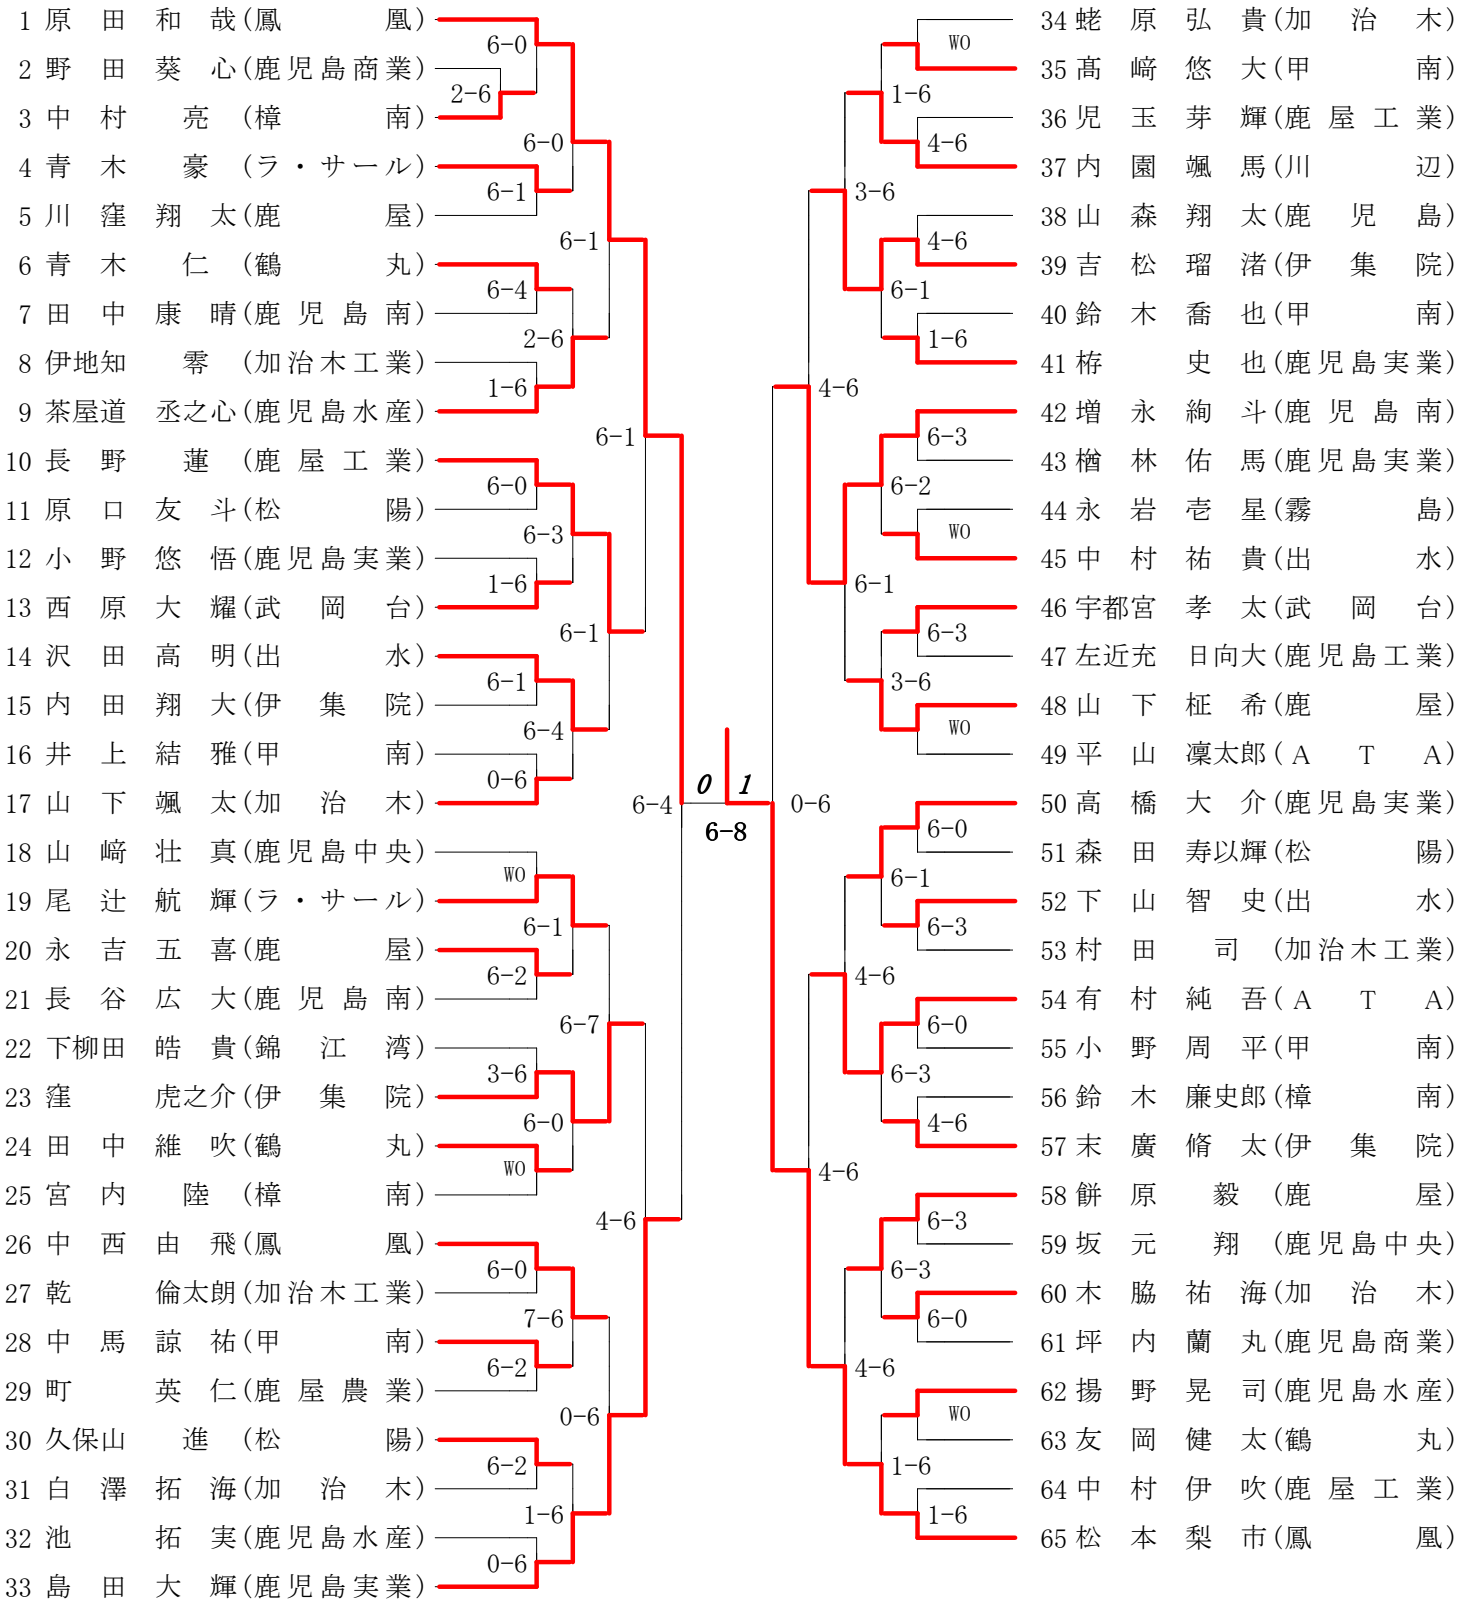 1 原田和哉(鳳凰)
2 野田葵心(鹿児島商業)
3 中村亮(樟南)
4 青木豪(ラ・サール)
5 川窪翔太(鹿屋)
6 青木仁(鶴丸)
7 田中康晴(鹿児島南)
8 伊地知零(加治木工業)
9 茶屋道丞之心(鹿児島水産)
10 長野蓮(鹿屋工業)
11 原口友斗(松陽)
12 小野悠悟(鹿児島実業)
13 西原大耀(武岡台)
14 沢田高明(出水)
15 内田翔大(伊集院)
16 井上結雅(甲南)
17 山下颯太(加治木)
18 山﨑壮真(鹿児島中央)
19 尾辻航輝(ラ・サール)
20 永吉五喜(鹿屋)
21 長谷広大(鹿児島南)
22 下柳田皓貴(錦江湾)
23 窪虎之介(伊集院)
24 田中維吹(鶴丸)
25 宮内陸(樟南)
26 中西由飛(鳳凰)
27 乾倫太朗(加治木工業)
28 中馬諒祐(甲南)
29 町英仁(鹿屋農業)
30 久保山進(松陽)
31 白澤拓海(加治木)
32 池拓実(鹿児島水産)
33 島田大輝(鹿児島実業)
6-0
2-6
6-1
6-4
1-6
6-0
1-6
6-1
0-6
WO
6-2
3-6
WO
6-0
6-2
6-2
0-6
6-0
2-6
6-3
6-4
6-1
6-0
7-6
1-6
6-1
6-1
6-7
0-6
6-1
4-6
6-4
0 1
6-8
0-6
4-6
4-6
3-6
6-1
4-6
4-6
1-6
6-1
6-2
3-6
6-1
6-3
6-3
1-6
WO
4-6
4-6
1-6
6-3
WO
6-3
WO
6-0
6-3
6-0
4-6
6-3
6-0
WO
1-6
34 蛯原弘貴(加治木)
35 髙﨑悠大(甲南)
36 児玉芽輝(鹿屋工業)
37 内園颯馬(川辺)
38 山森翔太(鹿児島)
39 吉松瑠渚(伊集院)
40 鈴木喬也(甲南)
41 栫史也(鹿児島実業)
42 増永絢斗(鹿児島南)
43 楢林佑馬(鹿児島実業)
44 永岩壱星(霧島)
45 中村祐貴(出水)
46 宇都宮孝太(武岡台)
47 左近充日向大(鹿児島工業)
48 山下柾希(鹿屋)
49 平山凜太郎(ATA)
50 高橋大介(鹿児島実業)
51 森田寿以輝(松陽)
52 下山智史(出水)
53 村田司(加治木工業)
54 有村純吾(ATA)
55 小野周平(甲南)
56 鈴木廉史郎(樟南)
57 末廣脩太(伊集院)
58 餅原毅(鹿屋)
59 坂元翔(鹿児島中央)
60 木脇祐海(加治木)
61 坪内蘭丸(鹿児島商業)
62 揚野晃司(鹿児島水産)
63 友岡健太(鶴丸)
64 中村伊吹(鹿屋工業)
65 松本梨市(鳳凰)